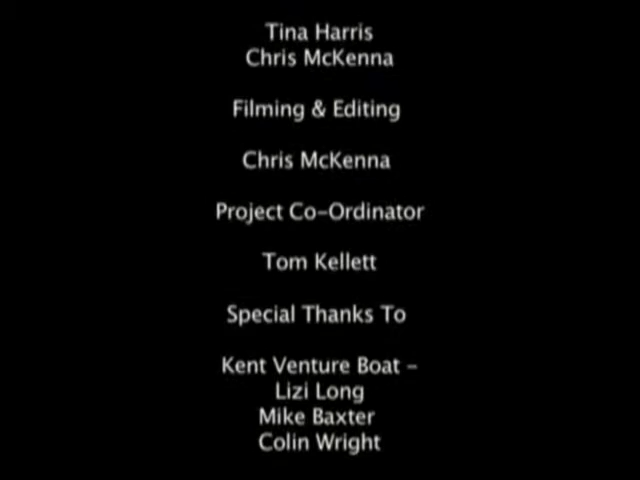 Tina Harris
Chris McKenna
Filming & Editing
Chris McKenna
Project Co-Ordinator
Tom Kellett
Special Thanks To
Kent Venture Boat -
Lizi Long
Mike Baxter
Colin Wright